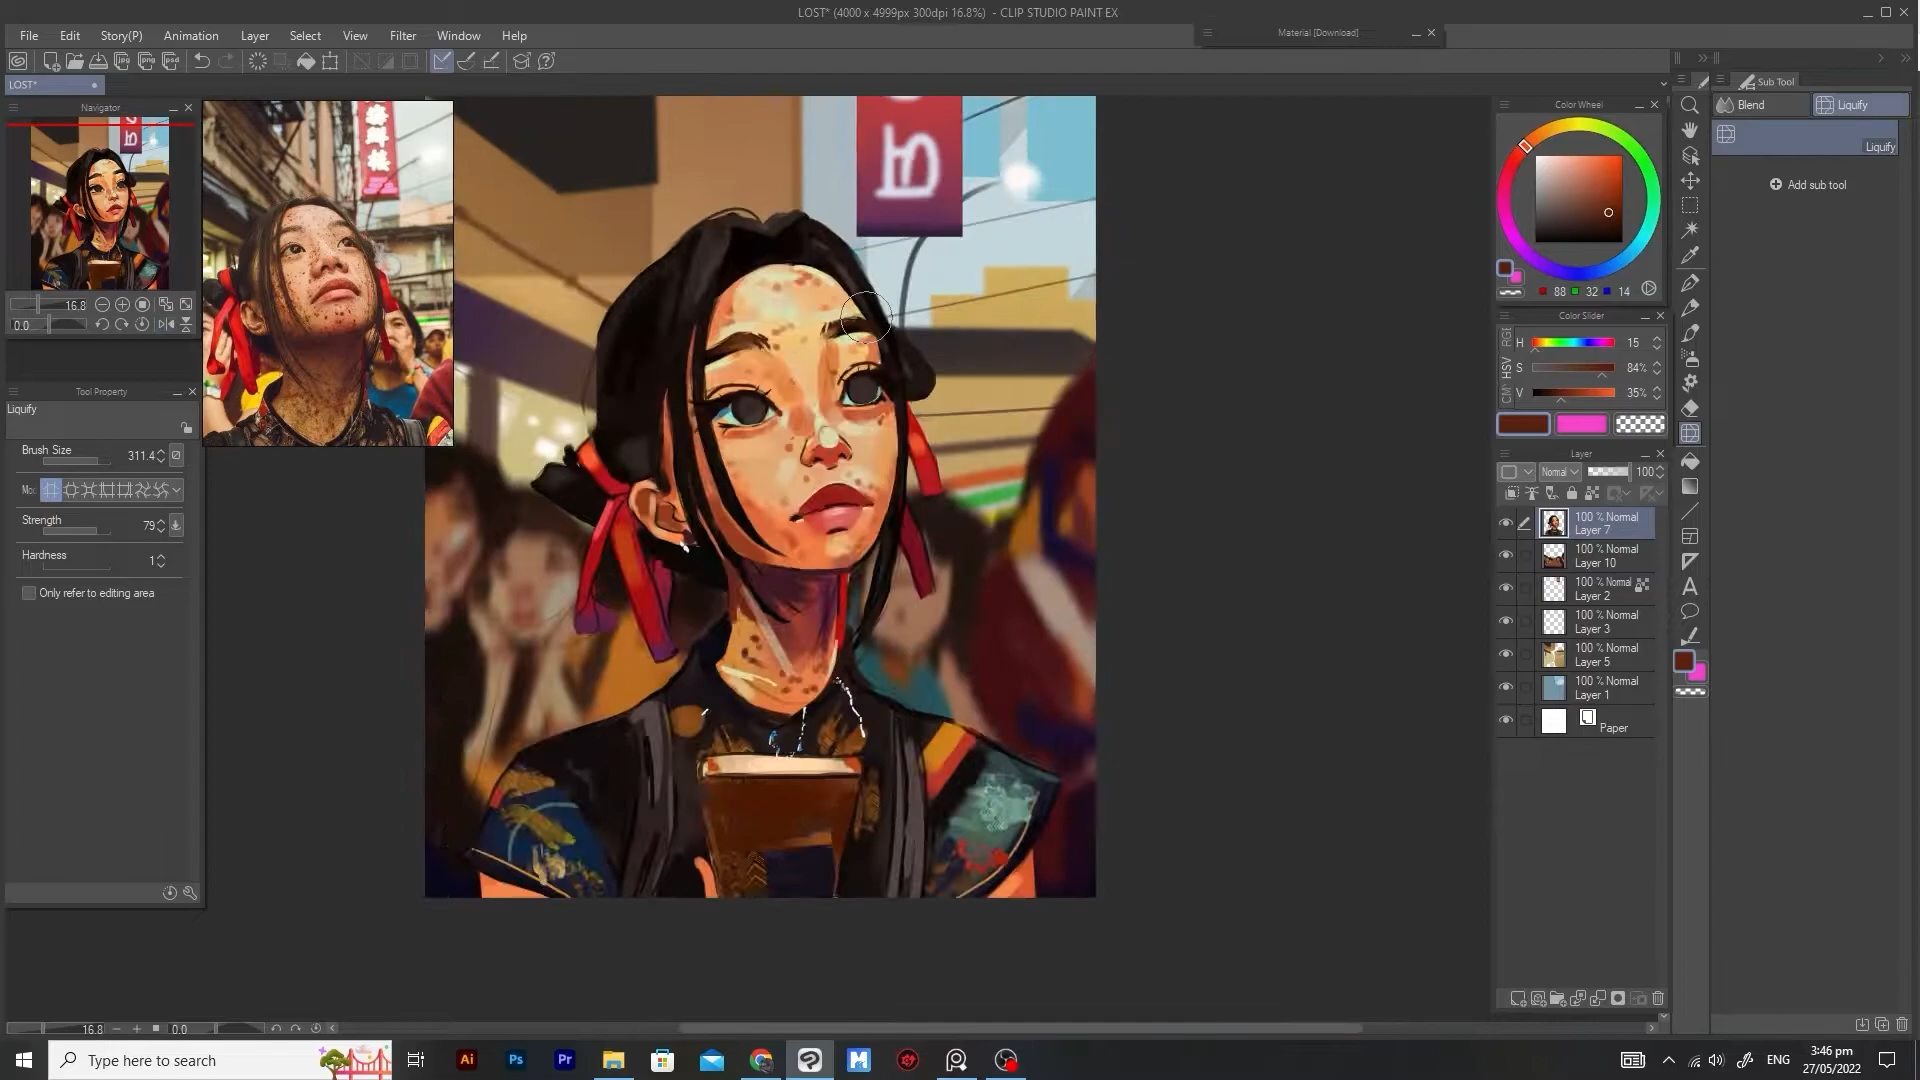 LOST* (4000 x 4999px 300dpi 16.8%) - CLIP STUDIO PAINT EX
File Edit Story(P) Animation Layer Select View Filter Window Help
Material [Download]
LOST*
Navigator
16.8
0.0
Tool Property
Liquify
Brush Size 311.4
Strength 79
Hardness 1
Only refer to editing area
Color Wheel
88 32 14
Color Slider
RGB
HSV
H 15
S 84%
V 35%
Layer
Normal 100
100 % Normal
Layer 7
100 % Normal
Layer 10
100 % Normal
Layer 2
100 % Normal
Layer 3
100 % Normal
Layer 5
100 % Normal
Layer 1
Paper
Sub Tool
Blend Liquify
Liquify
Add sub tool
16.8 0.0
Type here to search
Ai Ps Pr
ENG
3:46 pm
27/05/2022